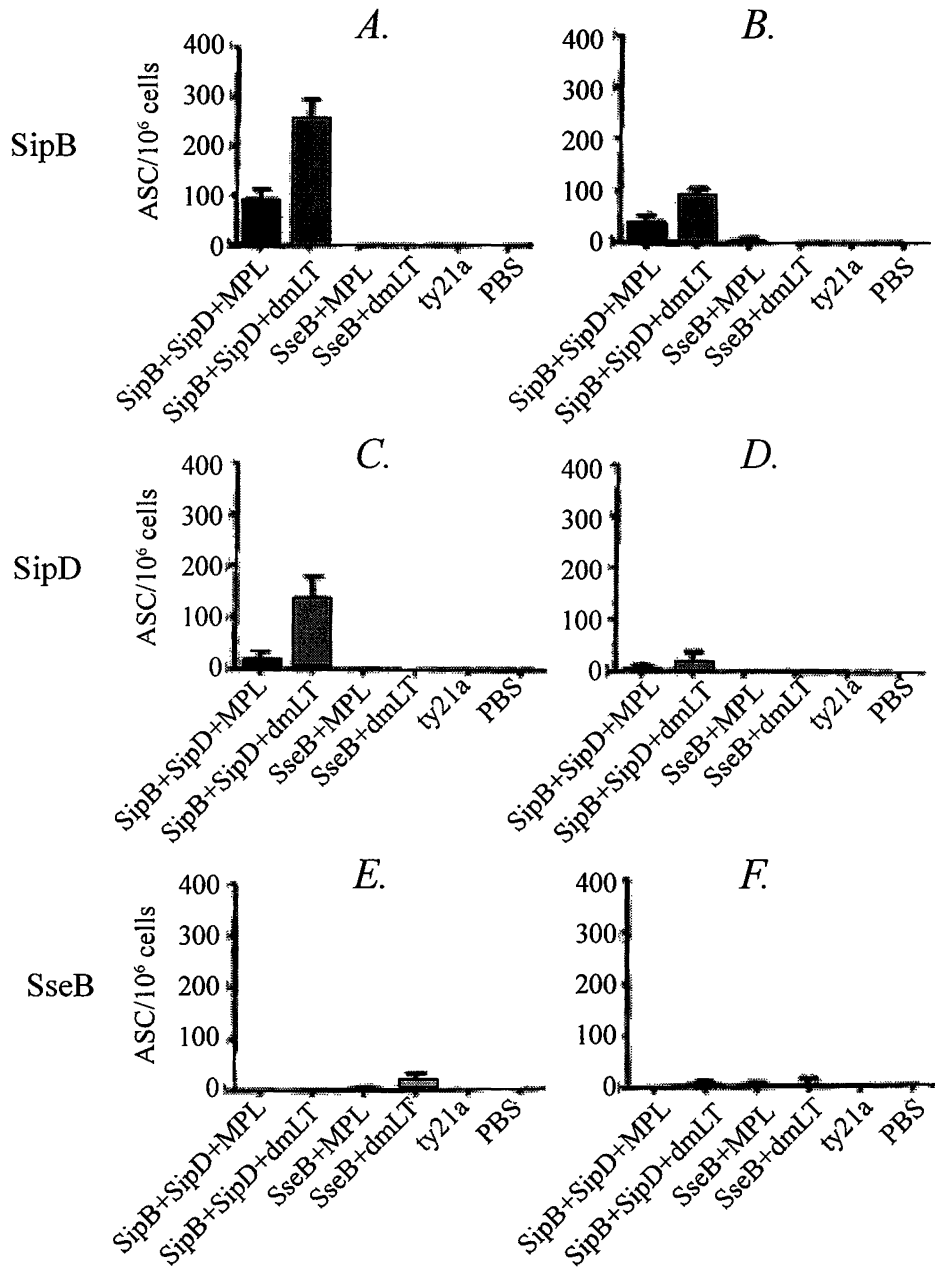 A.
B.
SipB
ASC/10⁶ cells
400
300
200
100
0
400
300
200
100
0
SipB+SipD+MPL
SipB+SipD+dmLT
SseB+MPL
SseB+dmLT
ty21a
PBS
SipB+SipD+MPL
SipB+SipD+dmLT
SseB+MPL
SseB+dmLT
ty21a
PBS
C.
D.
SipD
ASC/10⁶ cells
400
300
200
100
0
400
300
200
100
0
SipB+SipD+MPL
SipB+SipD+dmLT
SseB+MPL
SseB+dmLT
ty21a
PBS
SipB+SipD+MPL
SipB+SipD+dmLT
SseB+MPL
SseB+dmLT
ty21a
PBS
E.
F.
SseB
ASC/10⁶ cells
400
300
200
100
0
400
300
200
100
0
SipB+SipD+MPL
SipB+SipD+dmLT
SseB+MPL
SseB+dmLT
ty21a
PBS
SipB+SipD+MPL
SipB+SipD+dmLT
SseB+MPL
SseB+dmLT
ty21a
PBS